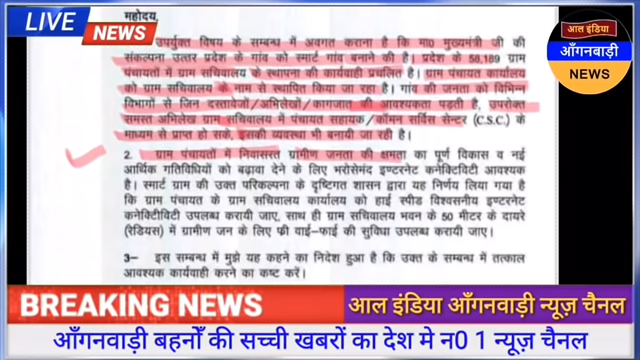 महोदय,
LIVE NEWS
आल इंडिया
आँगनबाड़ी
NEWS
उपर्युक्त विषय के सम्बन्ध में अवगत कराना है कि मा0 मुख्यमंत्री जी की
संकल्पना उत्तर प्रदेश के गांव को स्मार्ट गांव बनाने की है। प्रदेश के 58,189 ग्राम
पंचायतों में ग्राम सचिवालय के स्थापना की कार्यवाही प्रचलित है। ग्राम पंचायत कार्यालय
को ग्राम सचिवालय के नाम से स्थापित किया जा रहा है। गांव की जनता को विभिन्न
विभागों से जिन दस्तावेजों/अभिलेखों/कागजात की आवश्यकता पड़ती है, उपरोक्त
समस्त अभिलेख ग्राम सचिवालय में पंचायत सहायक/कॉमन सर्विस सेन्टर (C.S.C.) के
माध्यम से प्राप्त हो सके, इसकी व्यवस्था भी बनायी जा रही है।
2. ग्राम पंचायतों में निवासरत ग्रामीण जनता की क्षमता का पूर्ण विकास व नई
आर्थिक गतिविधियों को बढ़ावा देने के लिए भरोसेमंद इण्टरनेट कनेक्टिविटी आवश्यक
है। स्मार्ट ग्राम की उक्त परिकल्पना के दृष्टिगत शासन द्वारा यह निर्णय लिया गया है
कि ग्राम पंचायत के ग्राम सचिवालय कार्यालय को हाई स्पीड विश्वसनीय इण्टरनेट
कनेक्टिविटी उपलब्ध करायी जाए, साथ ही ग्राम सचिवालय भवन के 50 मीटर के दायरे
(रेडियस) में ग्रामीण जन के लिए फ्री वाई-फाई की सुविधा उपलब्ध करायी जाए।
3- इस सम्बन्ध में मुझे यह कहने का निदेश हुआ है कि उक्त के सम्बन्ध में तत्काल
आवश्यक कार्यवाही करने का कष्ट करें।
BREAKING NEWS
आल इंडिया आँगनवाड़ी न्यूज़ चैनल
आँगनवाड़ी बहनोँ की सच्ची खबरों का देश मे न0 1 न्यूज़ चैनल